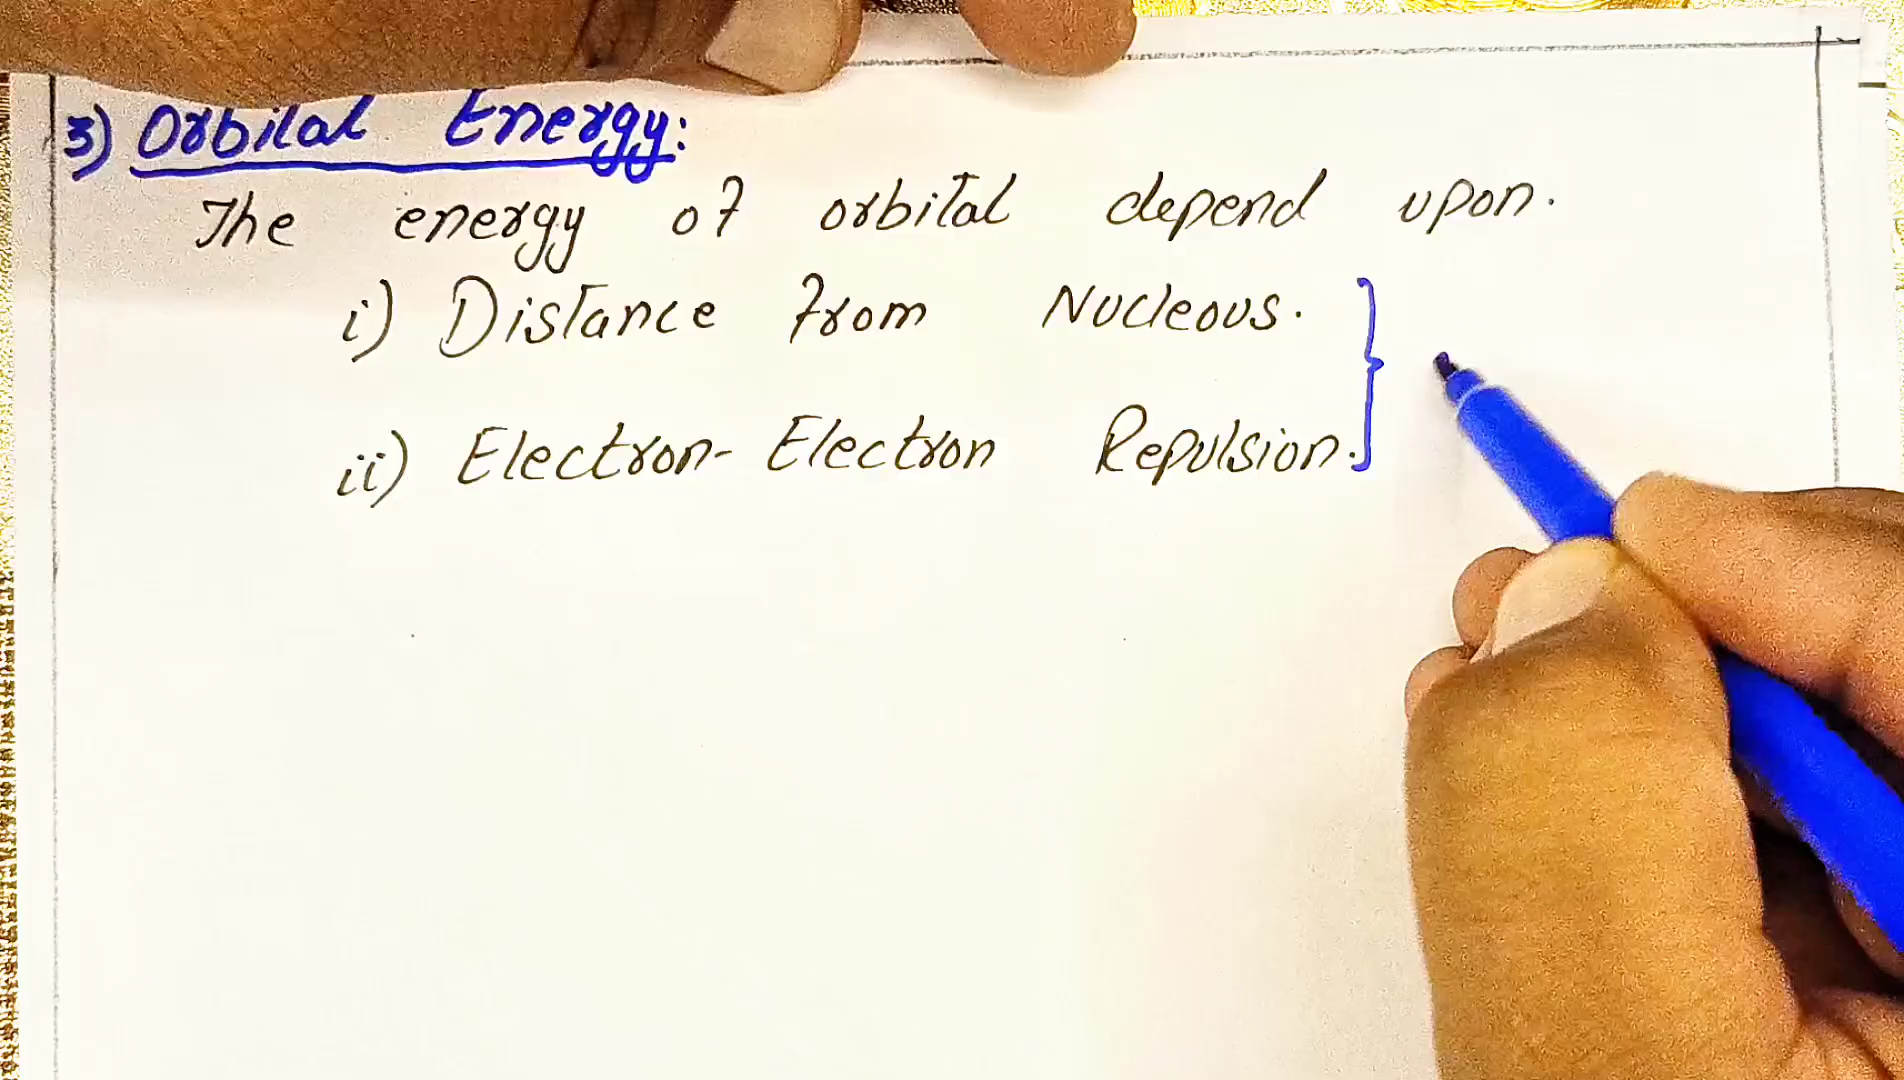 3) Orbital Energy:
The energy of orbital depend upon.
i) Distance from Nucleous.
ii) Electron-Electron Repulsion.